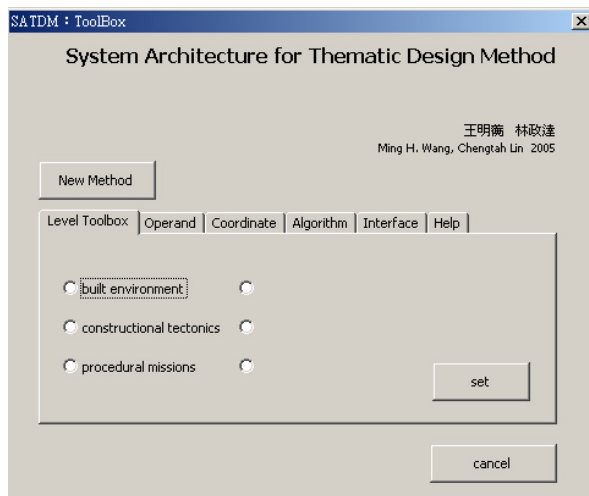 SATDM：ToolBox
System Architecture for Thematic Design Method
王明蘅 林政達
Ming H. Wang, Chengtah Lin 2005
New Method
Level Toolbox Operand Coordinate Algorithm Interface Help
built environment
constructional tectonics
procedural missions
set
cancel